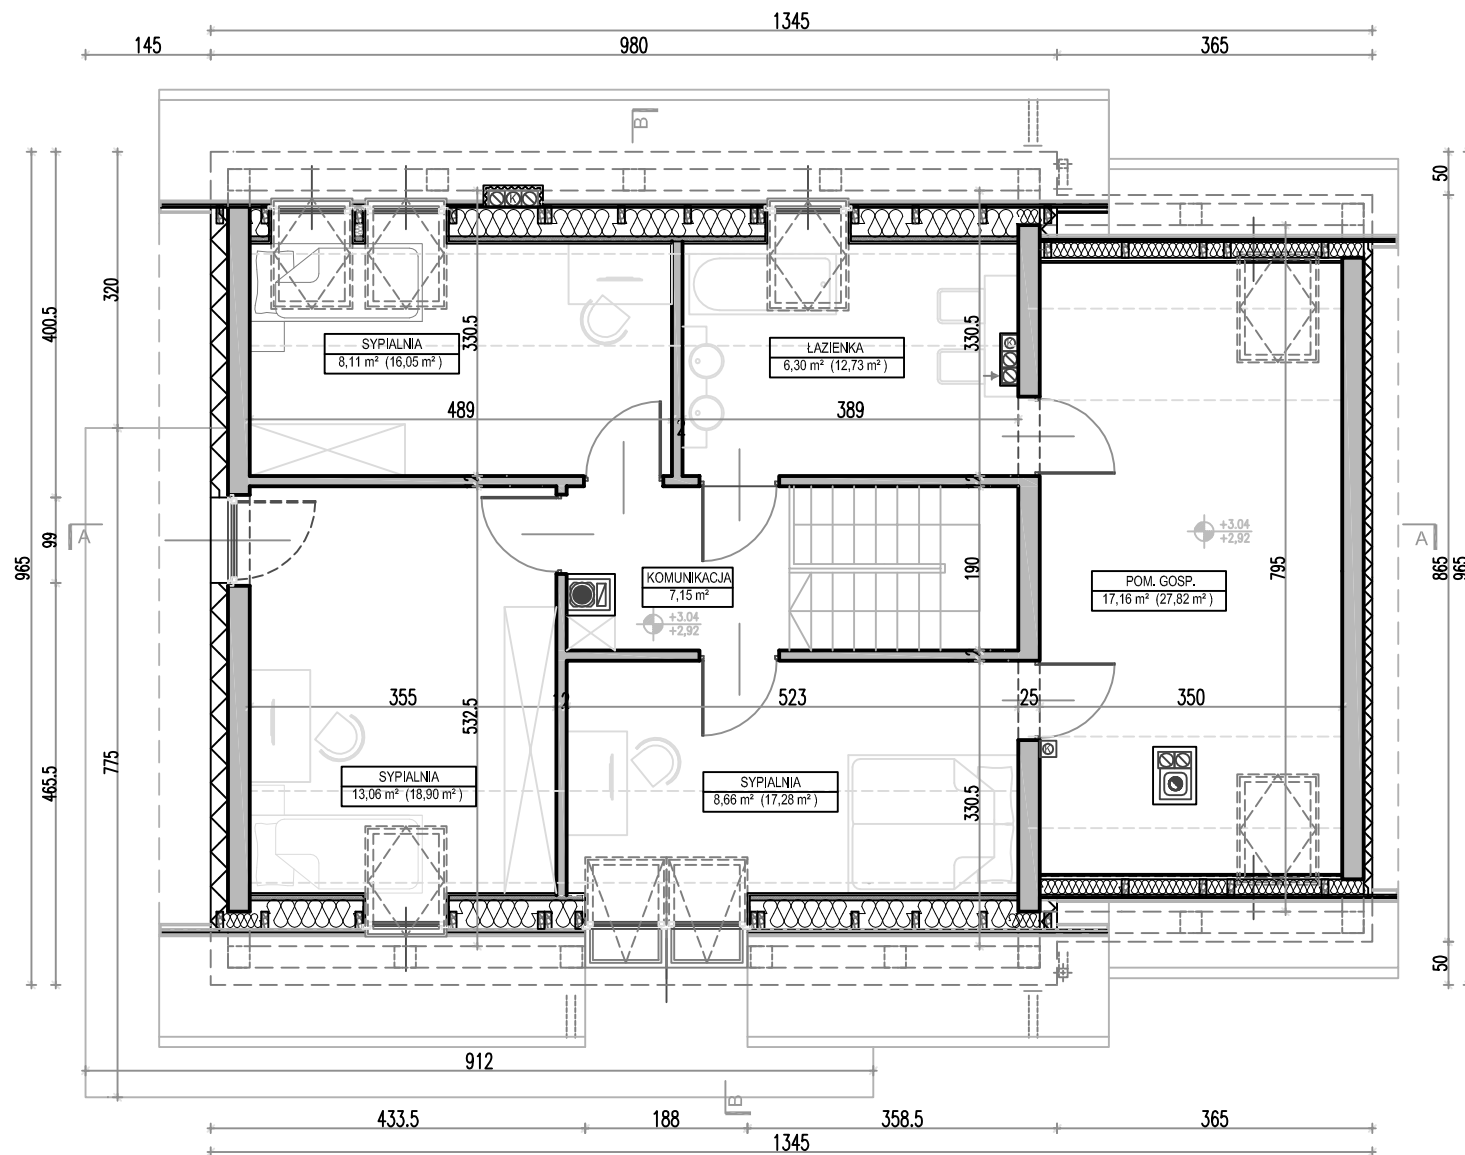 1345
145
980
365
B
50
320
400.5
SYPIALNIA
8,11 m² (16,05 m²)
330.5
ŁAZIENKA
6,30 m² (12,73 m²)
330.5
K
K
489
2
389
A
99
965
KOMUNIKACJA
7,15 m²
+3.04
+2,92
190
+3.04
+2,92
POM. GOSP.
17,16 m² (27,82 m²)
795
A
865
965
355
12
532.5
523
25
350
K
775
465.5
SYPIALNIA
13,06 m² (18,90 m²)
SYPIALNIA
8,66 m² (17,28 m²)
330.5
50
912
B
433.5
188
358.5
365
1345